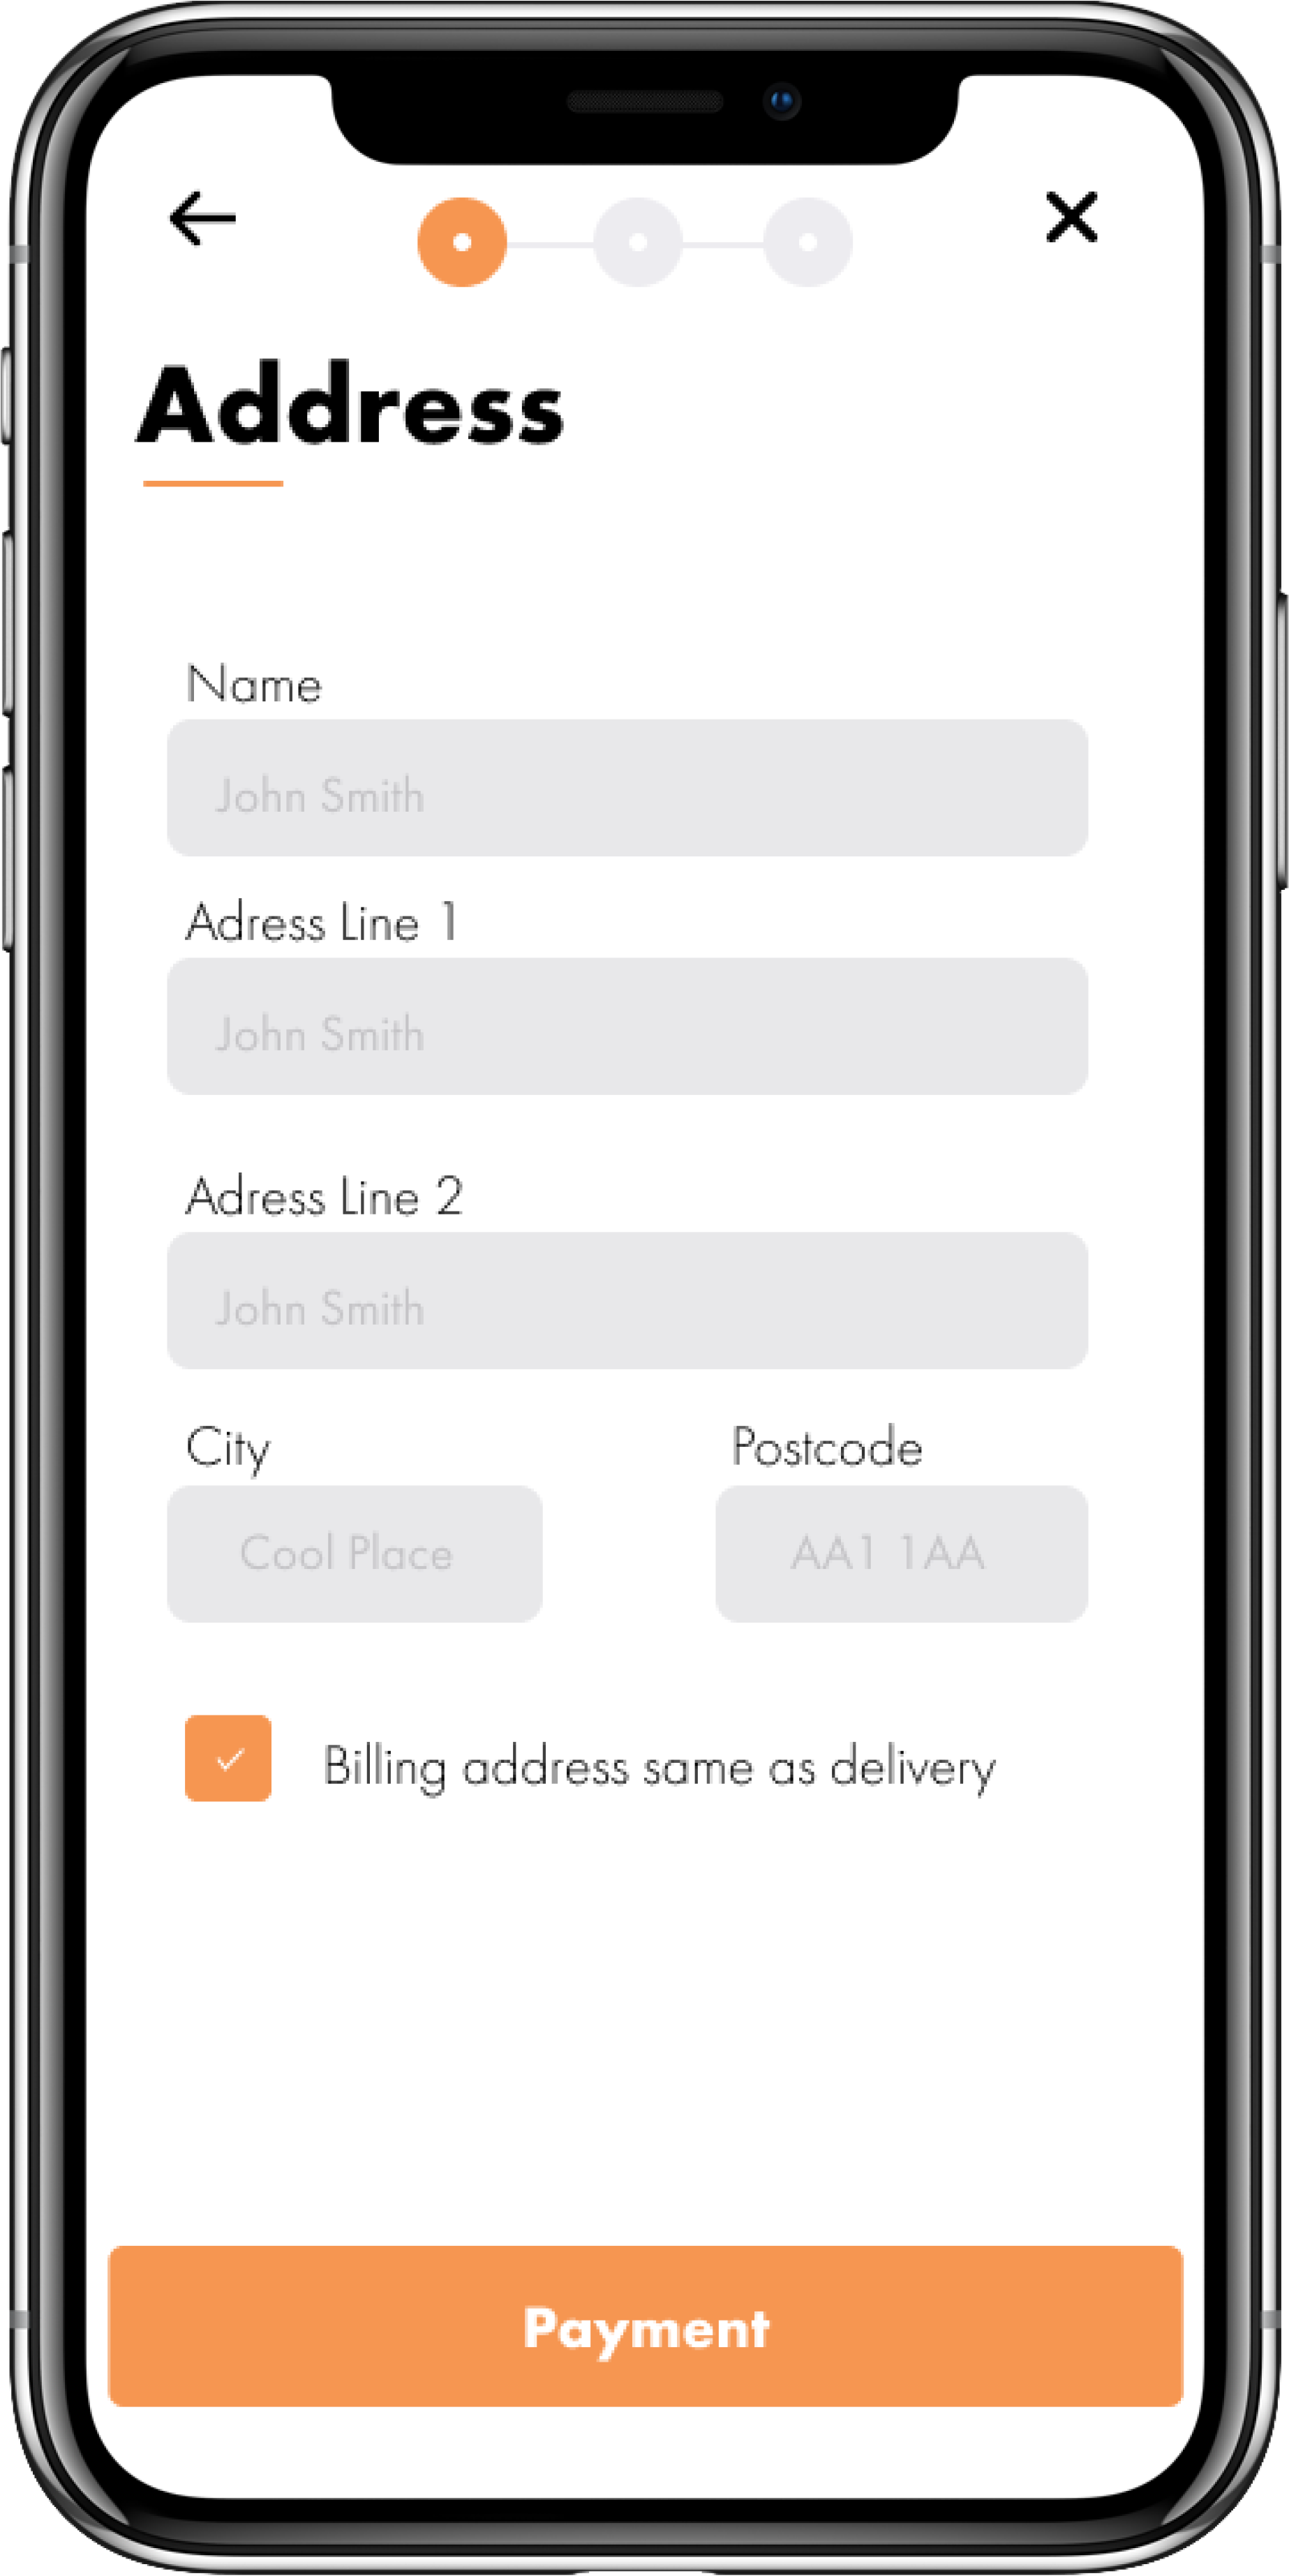 Address
Name
John Smith
Adress Line 1
John Smith
Adress Line 2
John Smith
City
Postcode
Cool Place
AA1 1AA
Billing address same as delivery
Payment